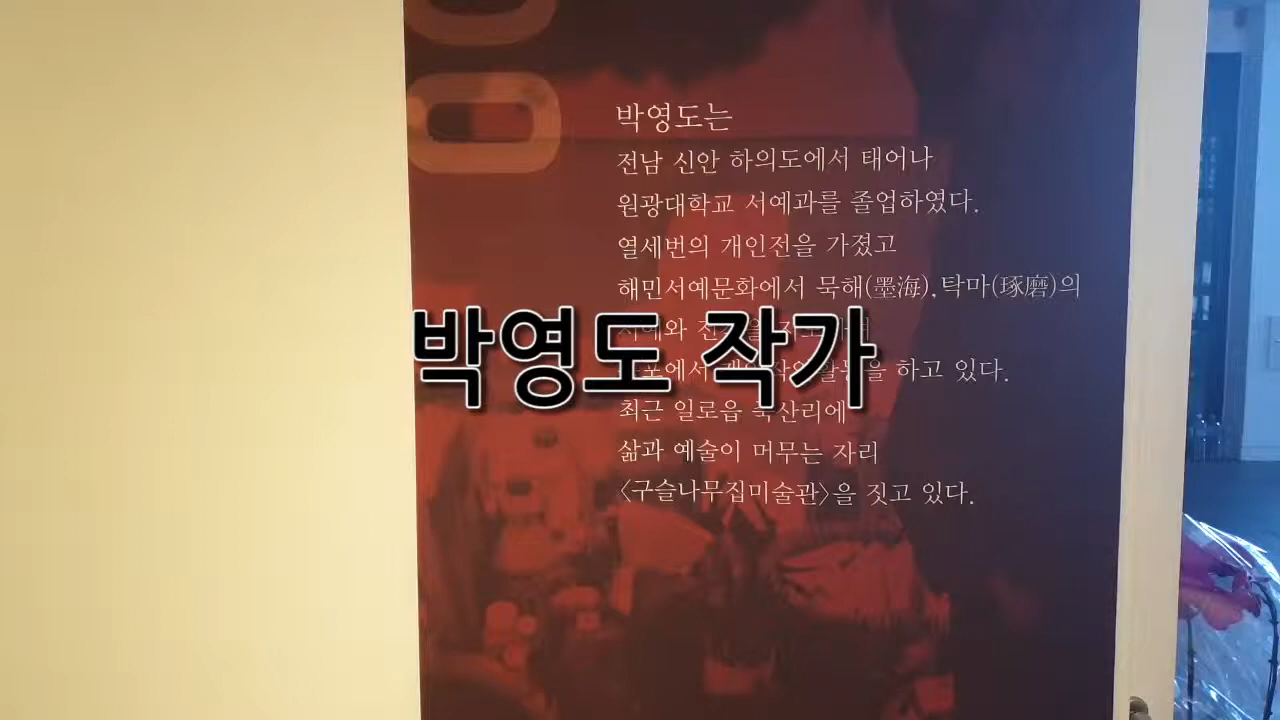 박영도는
전남 신안 하의도에서 태어나
원광대학교 서예과를 졸업하였다.
열세번의 개인전을 가졌고
해민서예문화에서 묵해(墨海), 탁마(琢磨)의
박영도 작가
하고 있다.
최근 일로읍 죽산리에
삶과 예술이 머무는 자리
〈구슬나무집미술관〉을 짓고 있다.